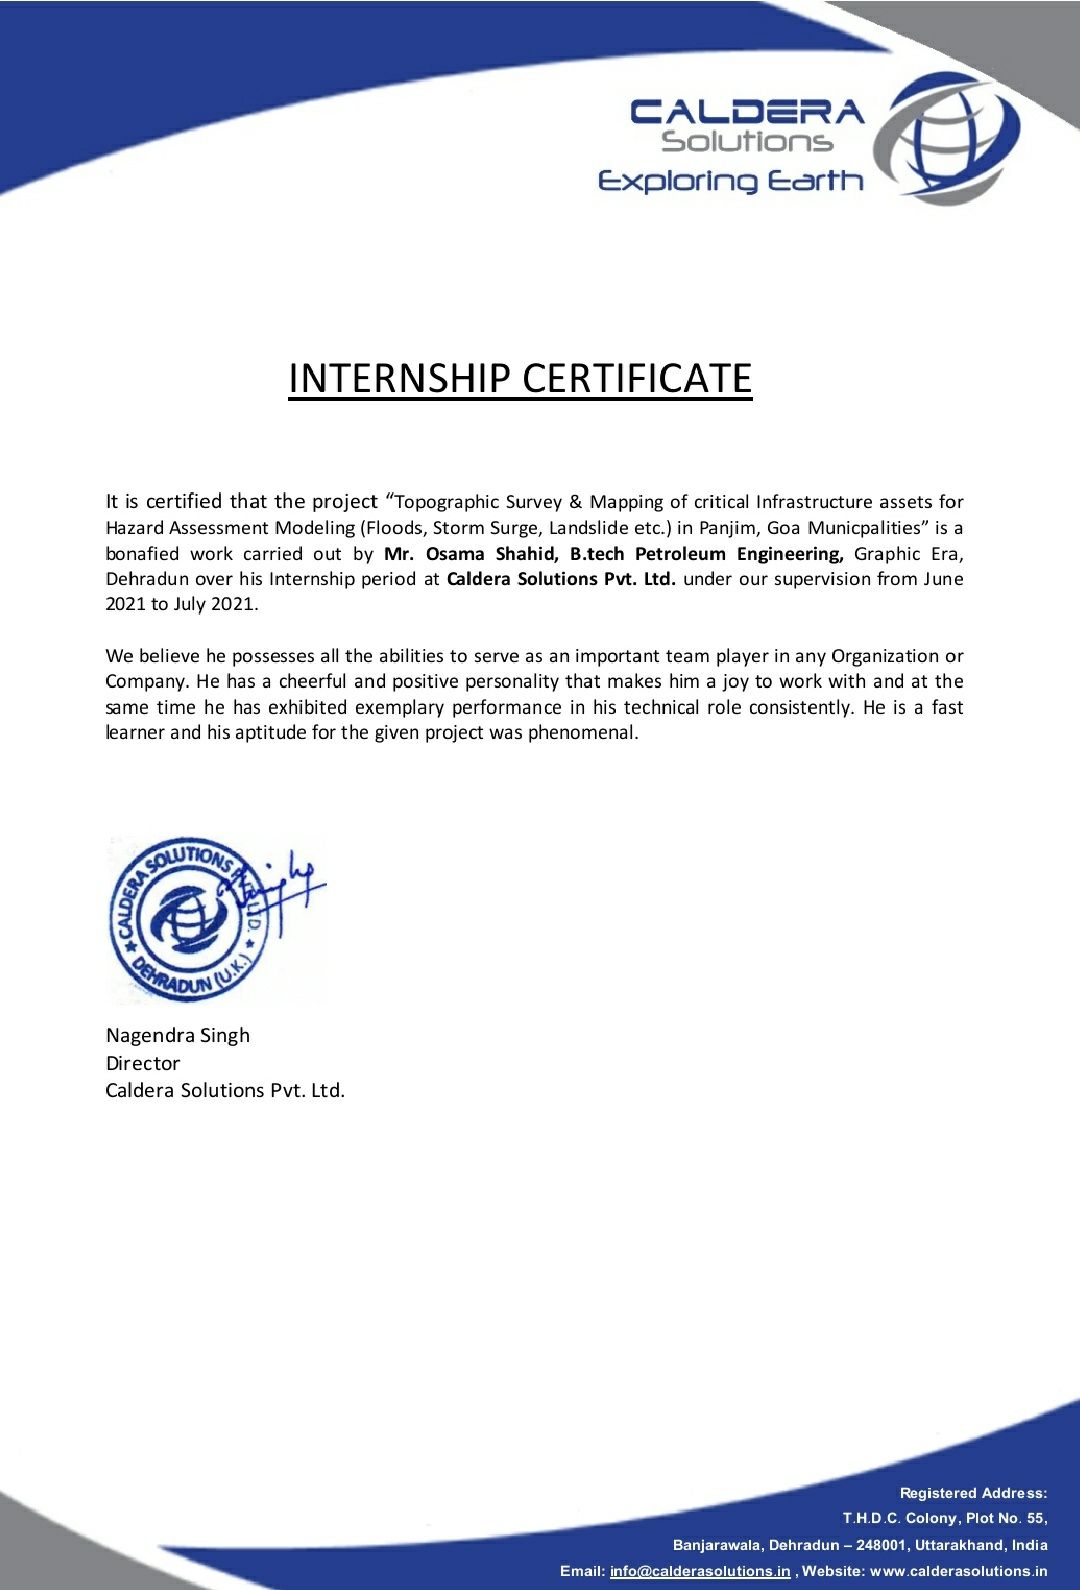 CALDERA
Solutions
Exploring Earth
INTERNSHIP CERTIFICATE
It is certified that the project “Topographic Survey & Mapping of critical Infrastructure assets for
Hazard Assessment Modeling (Floods, Storm Surge, Landslide etc.) in Panjim, Goa Municpalities” is a
bonafied work carried out by Mr. Osama Shahid, B.tech Petroleum Engineering, Graphic Era,
Dehradun over his Internship period at Caldera Solutions Pvt. Ltd. under our supervision from June
2021 to July 2021.
We believe he possesses all the abilities to serve as an important team player in any Organization or
Company. He has a cheerful and positive personality that makes him a joy to work with and at the
same time he has exhibited exemplary performance in his technical role consistently. He is a fast
learner and his aptitude for the given project was phenomenal.
CALDERA SOLUTIONS LTD.
DEHRADUN (U.K.)
Nagendra Singh
Director
Caldera Solutions Pvt. Ltd.
Registered Address:
T.H.D.C. Colony, Plot No. 55,
Banjarawala, Dehradun – 248001, Uttarakhand, India
Email: info@calderasolutions.in , Website: www.calderasolutions.in